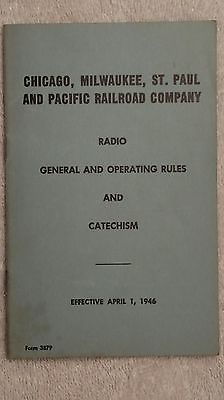 CHICAGO, MILWAUKEE, ST. PAUL
AND PACIFIC RAILROAD COMPANY
RADIO
GENERAL AND OPERATING RULES
AND
CATECHISM
EFFECTIVE APRIL 1, 1946
Form 3879